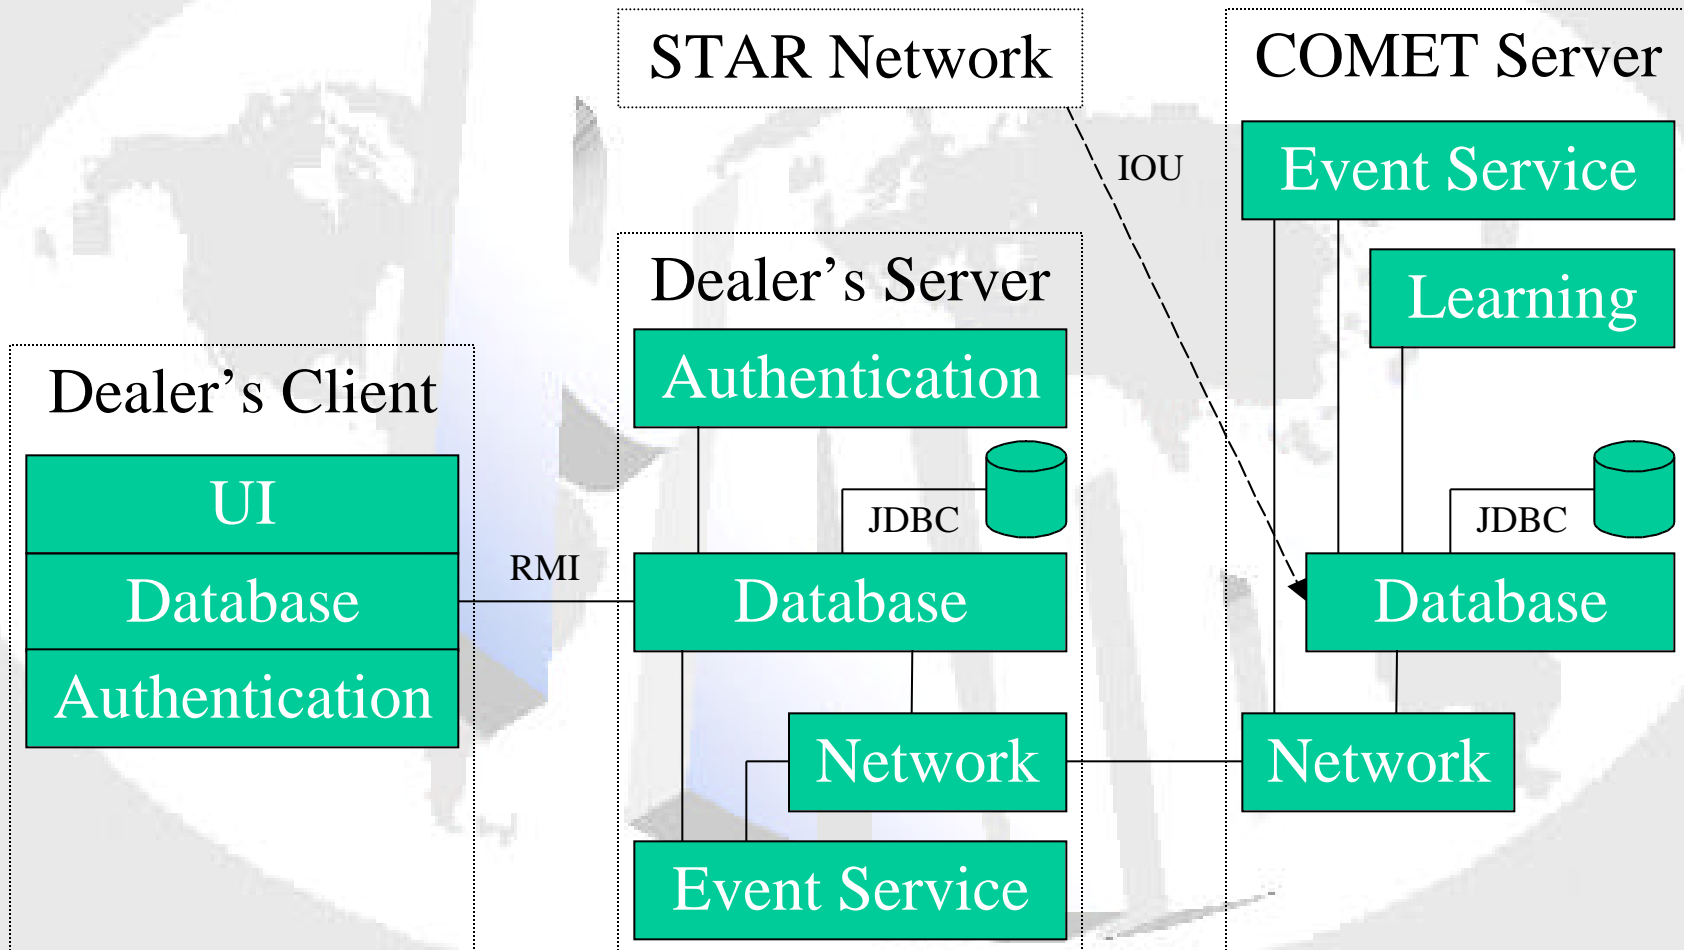 STAR Network
COMET Server
IOU
Event Service
Learning
JDBC
Database
Network
Dealer's Server
Authentication
JDBC
Database
Network
Event Service
RMI
Dealer's Client
UI
Database
Authentication